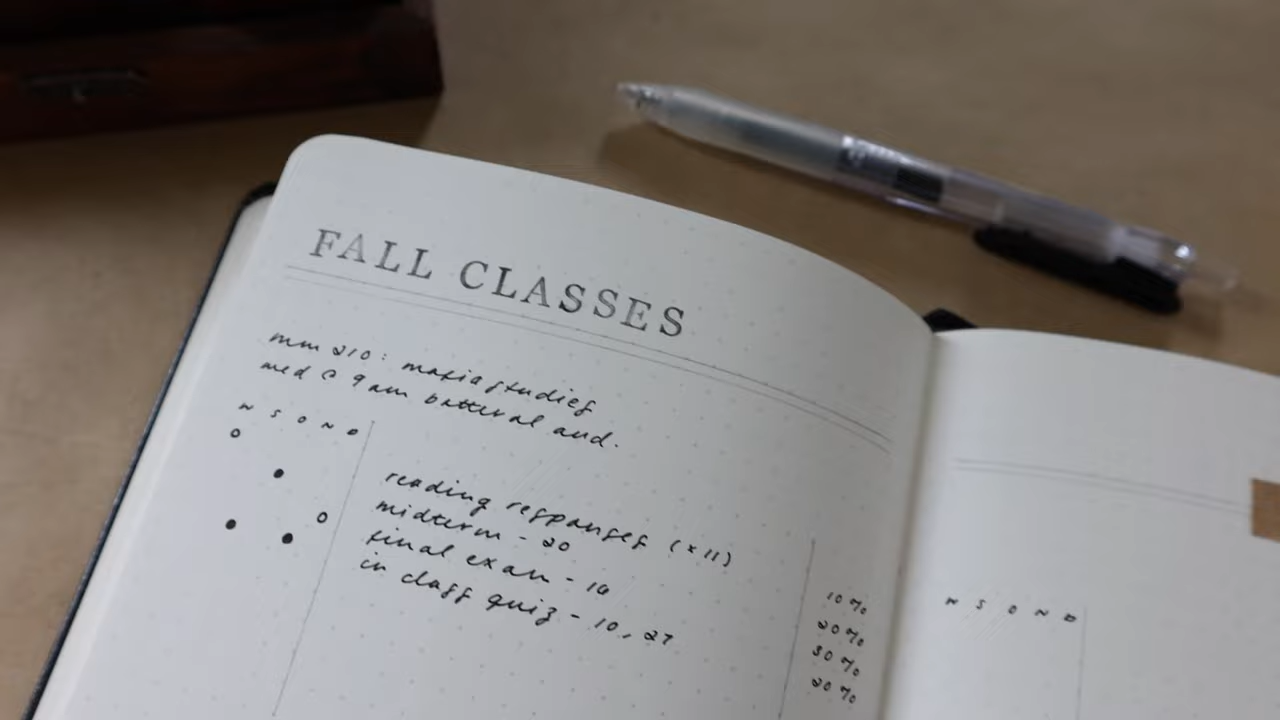 FALL CLASSES
mm 210: mafia studies
wed @ 9am batteral aud.
M S O N D
reading responses (x11)
midterm - 20
final exam - 10
in class quiz - 10, 27
10%
20%
30%
20%
M S O N D